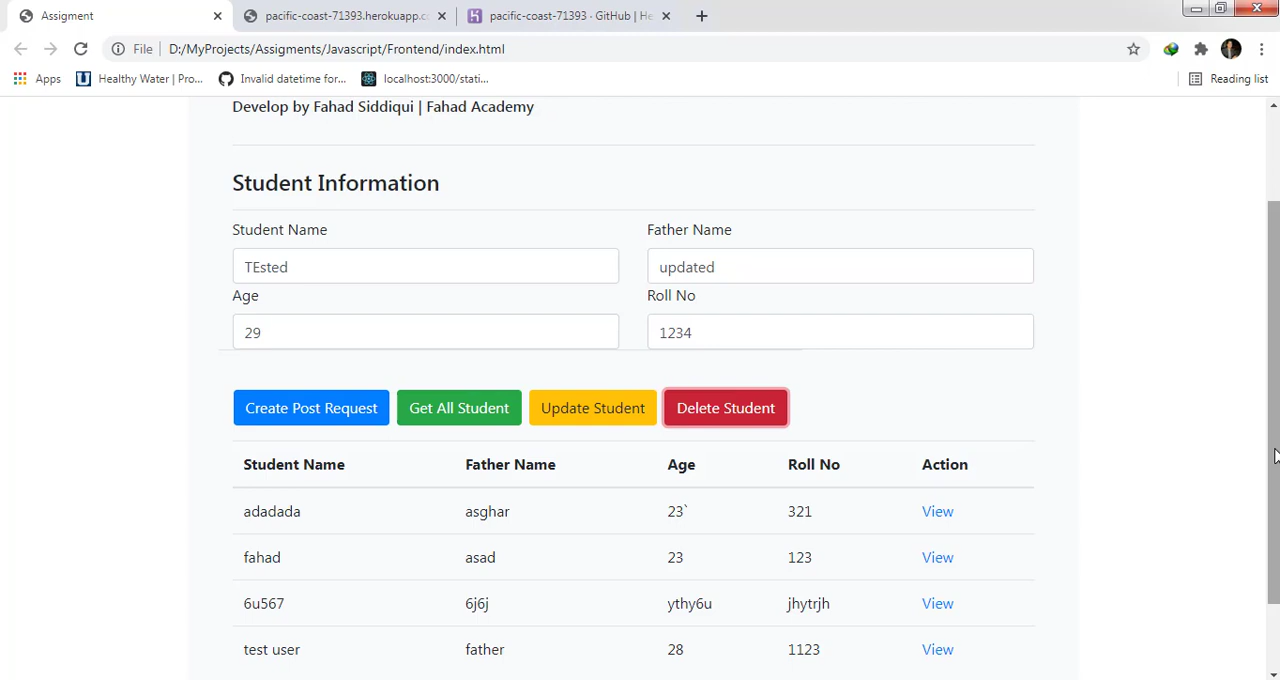 Assigment
pacific-coast-71393.herokuapp.c
pacific-coast-71393 · GitHub | He
File
D:/MyProjects/Assigments/Javascript/Frontend/index.html
Apps
Healthy Water | Pro...
Invalid datetime for...
localhost:3000/stati...
Reading list
Develop by Fahad Siddiqui | Fahad Academy
Student Information
Student Name Father Name
TEsted updated
Age Roll No
29 1234
Create Post Request Get All Student Update Student Delete Student
Student Name Father Name Age Roll No Action
adadada asghar 23` 321 View
fahad asad 23 123 View
6u567 6j6j ythy6u jhytrjh View
test user father 28 1123 View